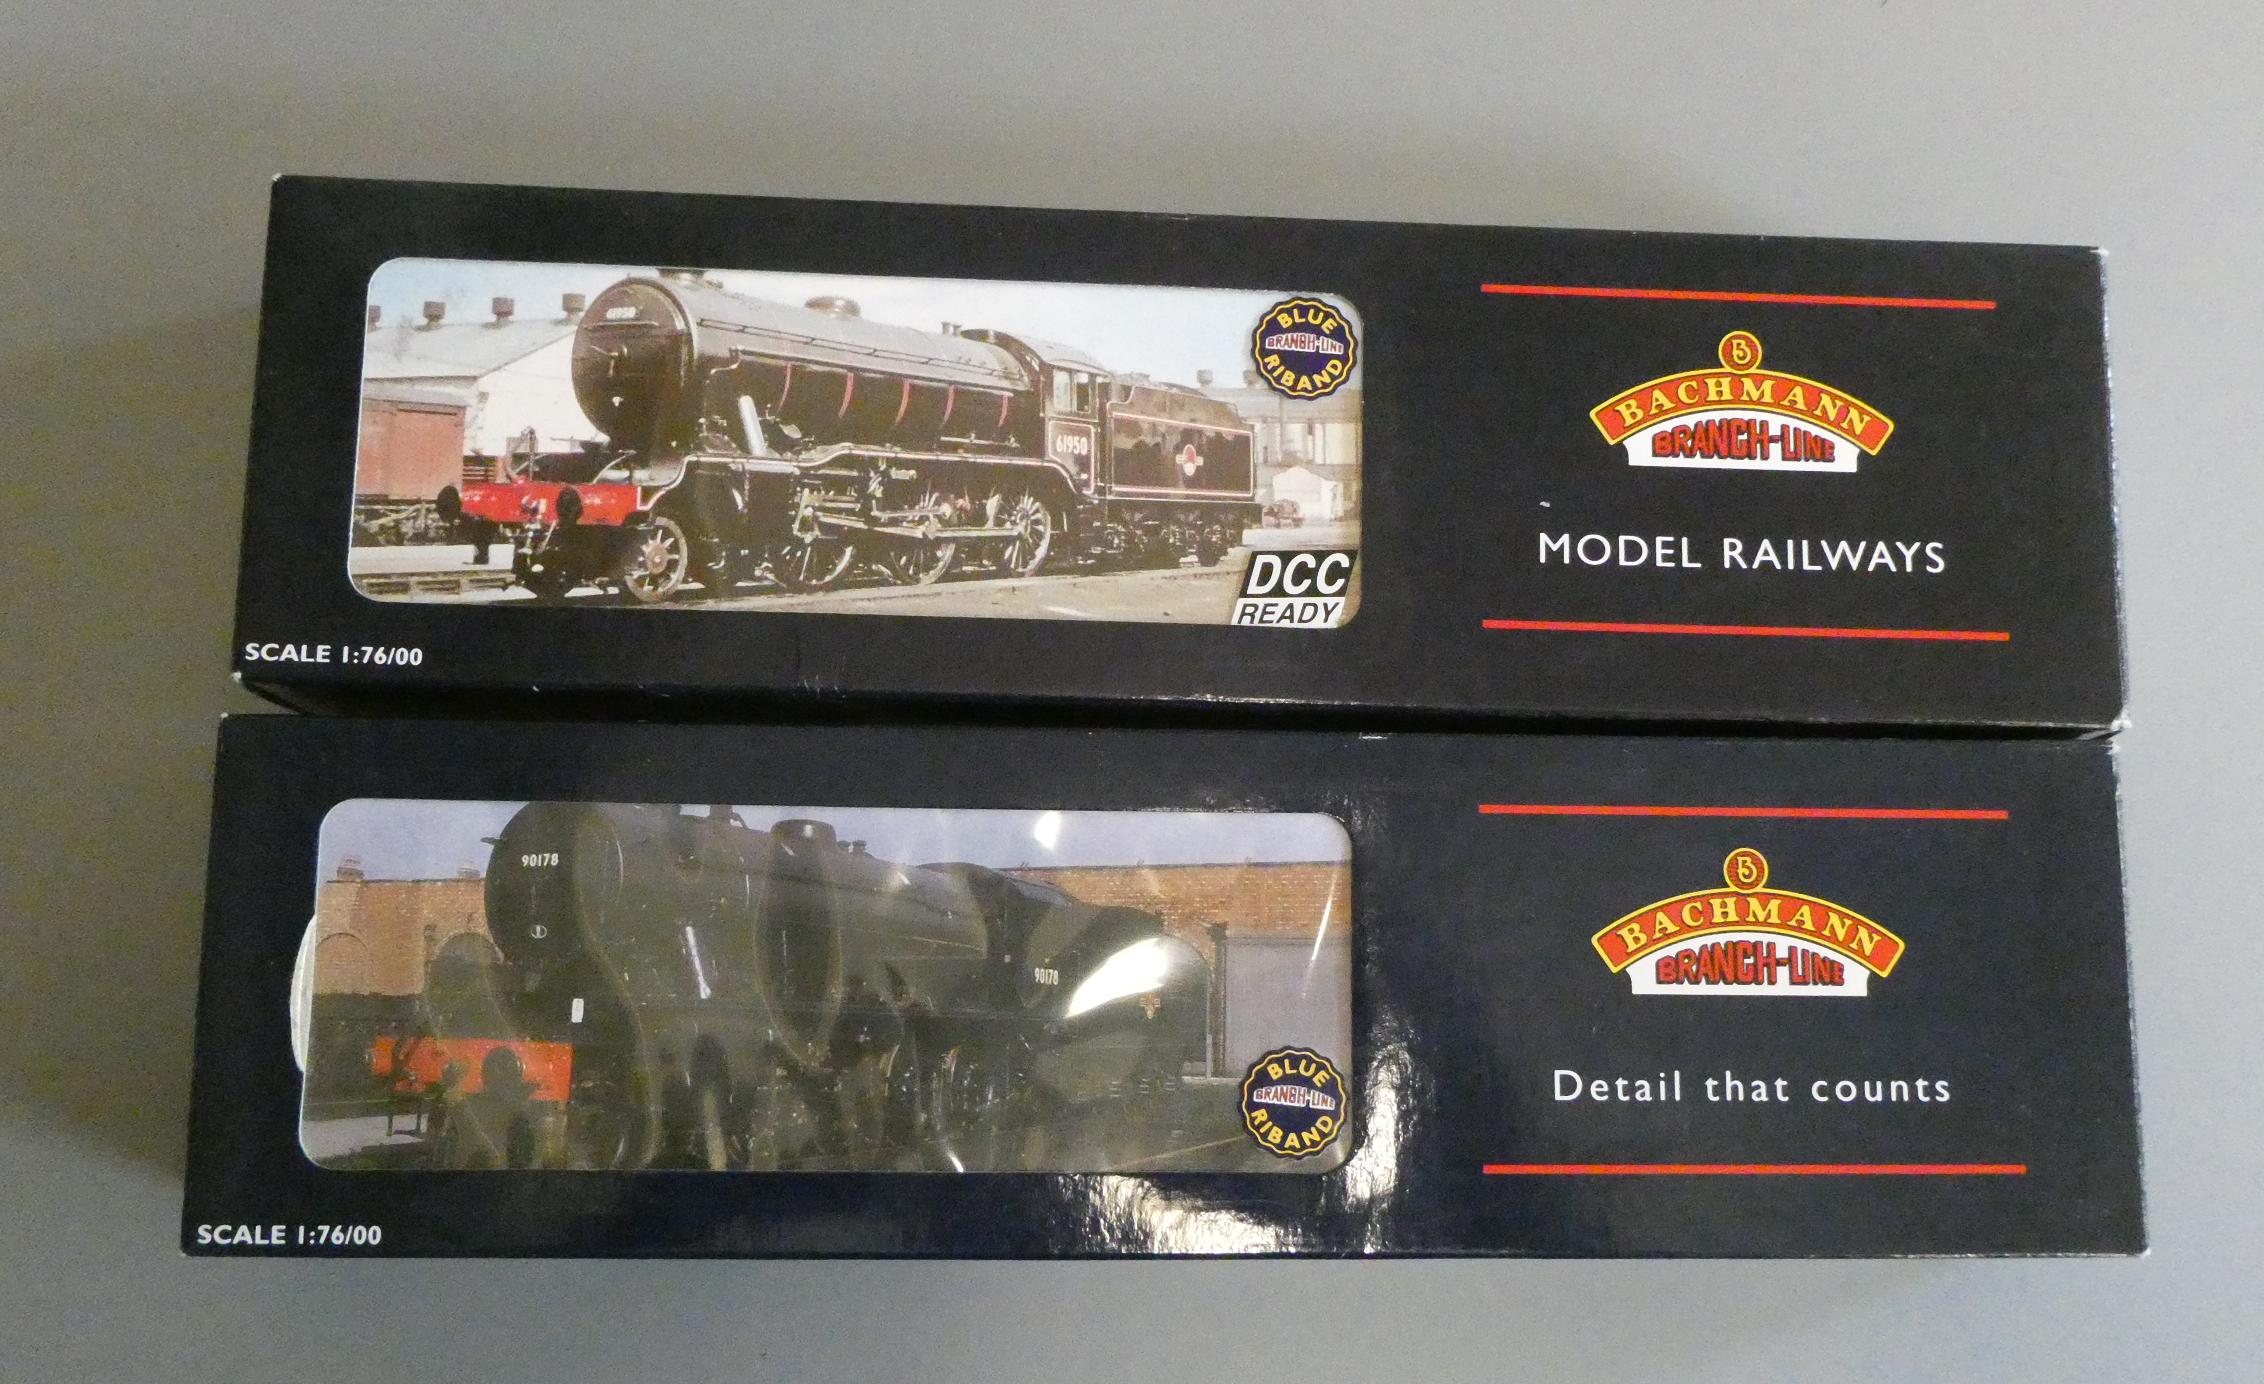 61950
BLUE
BRANCH-LINE
RIBAND
61950
DCC
READY
SCALE 1:76/00
B
BACHMANN
BRANCH-LINE
MODEL RAILWAYS
90178
90178
BLUE
BRANCH-LINE
RIBAND
SCALE 1:76/00
B
BACHMANN
BRANCH-LINE
Detail that counts